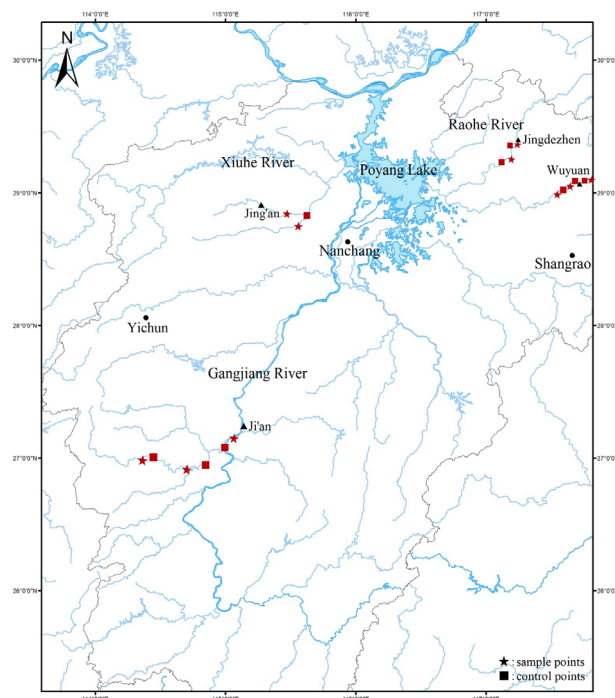 114°0'0"E
115°0'0"E
116°0'0"E
117°0'0"E
N
30°0'0"N
30°0'0"N
Raohe River
Jingdezhen
Xiuhe River
Poyang Lake
Wuyuan
29°0'0"N
29°0'0"N
Jing'an
Nanchang
Shangrao
28°0'0"N
28°0'0"N
Yichun
Gangjiang River
Ji'an
27°0'0"N
27°0'0"N
26°0'0"N
26°0'0"N
: sample points
: control points